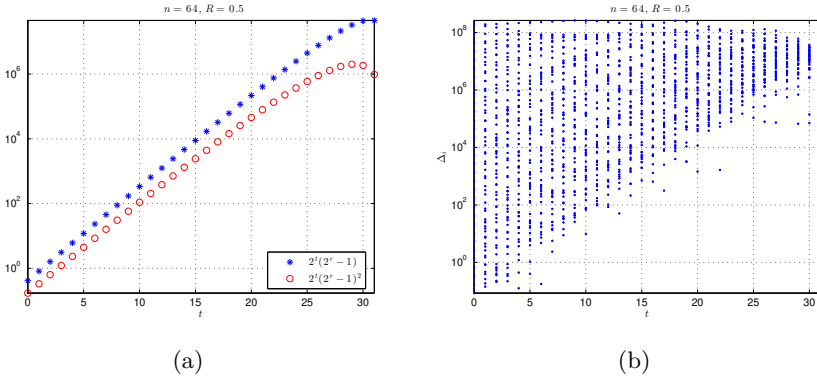 n = 64, R = 0.5
10^6
10^4
10^2
10^0
0 5 10 15 20 25 30
t
2^t(2^r − 1)
2^t(2^r − 1)^2
(a)
n = 64, R = 0.5
10^8
10^6
10^4
10^2
10^0
Δ_i
0 5 10 15 20 25 30
t
(b)